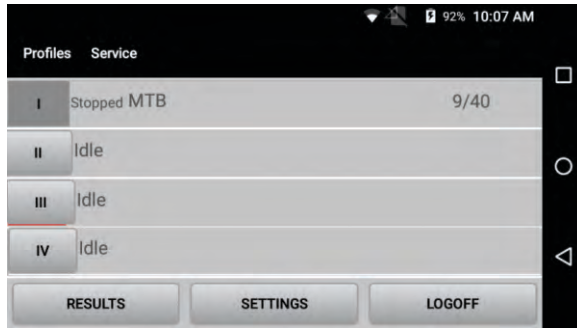 92% 10:07 AM
Profiles Service
I Stopped MTB 9/40
II Idle
III Idle
IV Idle
RESULTS SETTINGS LOGOFF